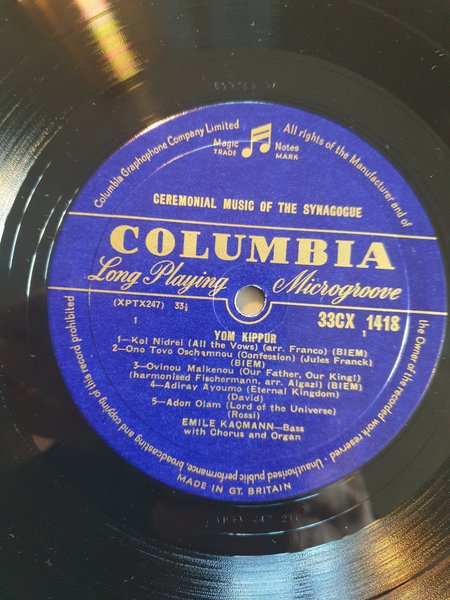 Columbia Graphophone Company Limited
Magic Notes
TRADE MARK
All rights of the Manufacturer and of
the Owner of the recorded work reserved - Unauthorised public performance, broadcasting and copying of this record prohibited
CEREMONIAL MUSIC OF THE SYNAGOGUE
COLUMBIA
Long Playing Microgroove
(XPTX247) 33⅓
33CX 1418
1
1
YOM KIPPUR
1—Kol Nidrei (All the Vows) (arr. Franco) (BIEM)
2—Ono Tovo Oschamnou (Confession) (Jules Franck)
(BIEM)
3—Ovinou Malkenou (Our Father, Our King!)
(harmonised Fischermann, arr. Algazi) (BIEM)
4—Adiray Ayoumo (Eternal Kingdom)
(David)
5—Adon Olam (Lord of the Universe)
(Rossi)
EMILE KAÇMANN—Bass
with Chorus and Organ
MADE IN GT. BRITAIN